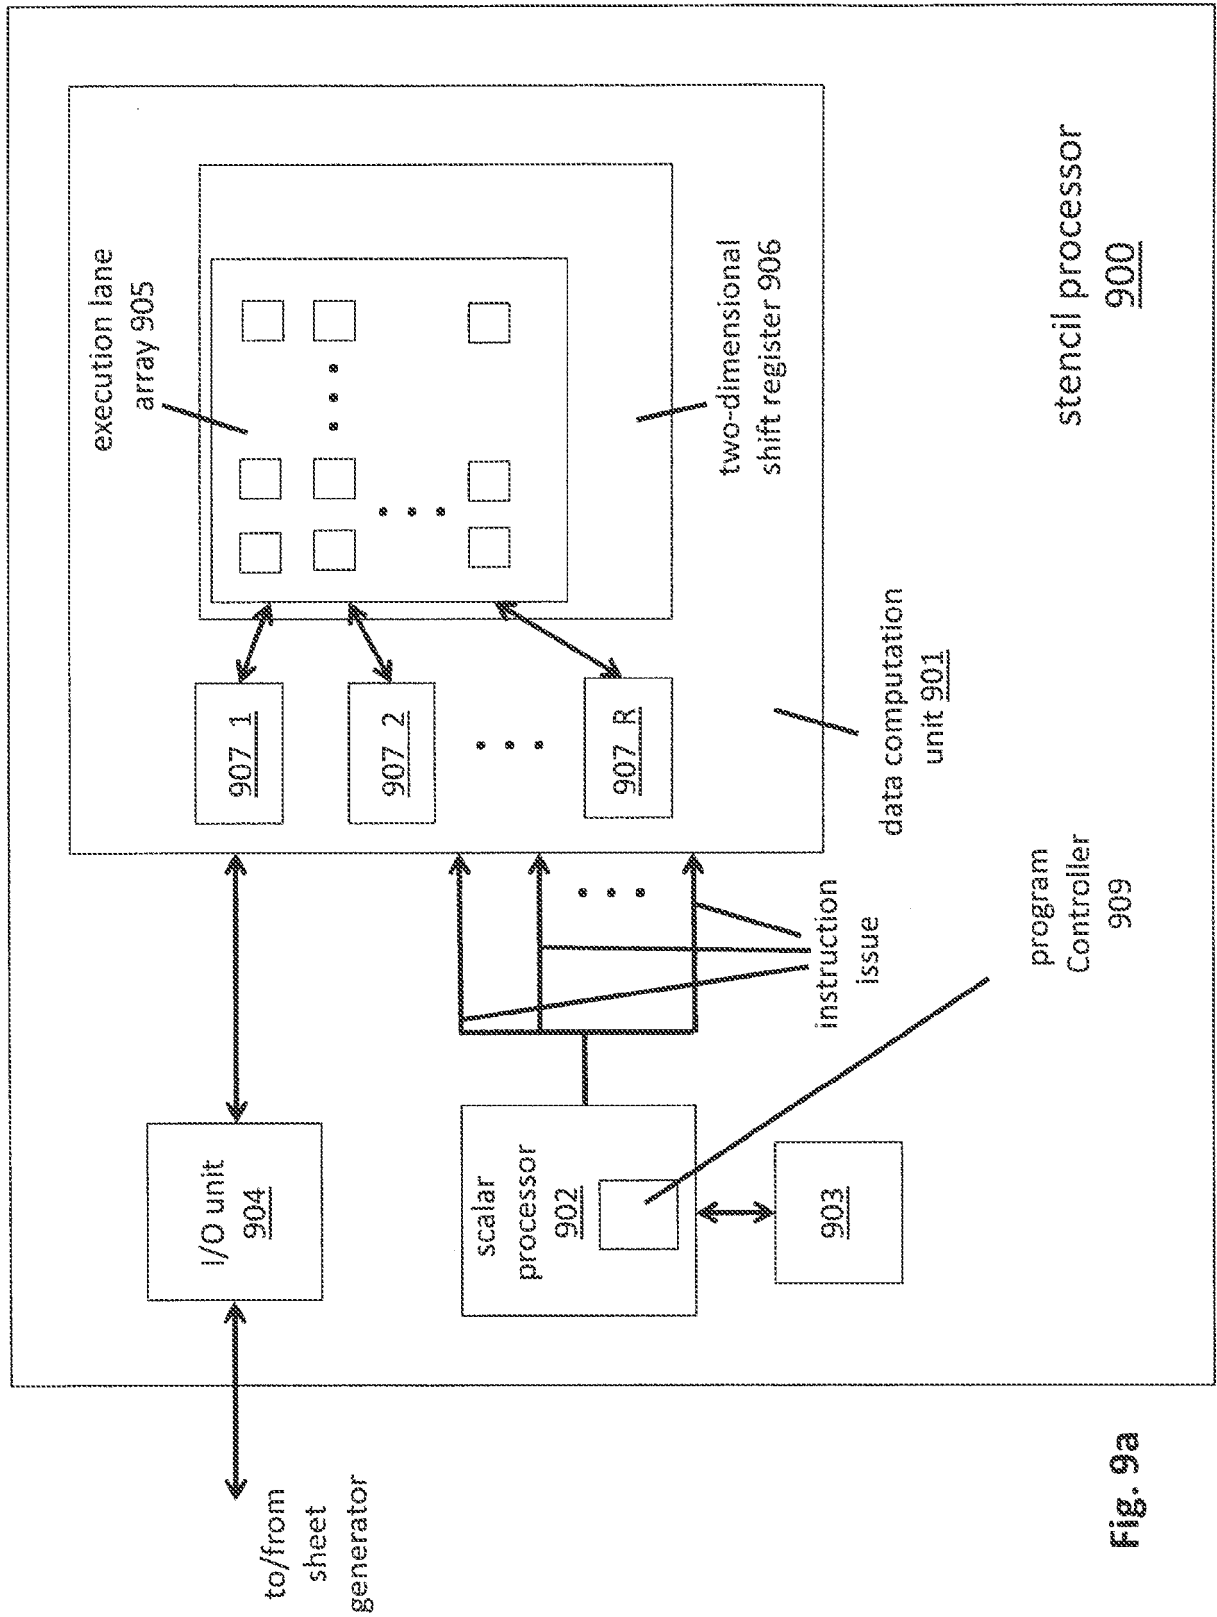 execution lane
array 905
two-dimensional
shift register 906
907_1
907_2
907_R
data computation
unit 901
I/O unit
904
to/from
sheet
generator
scalar
processor
902
903
instruction
issue
program
Controller
909
stencil processor
900
Fig. 9a